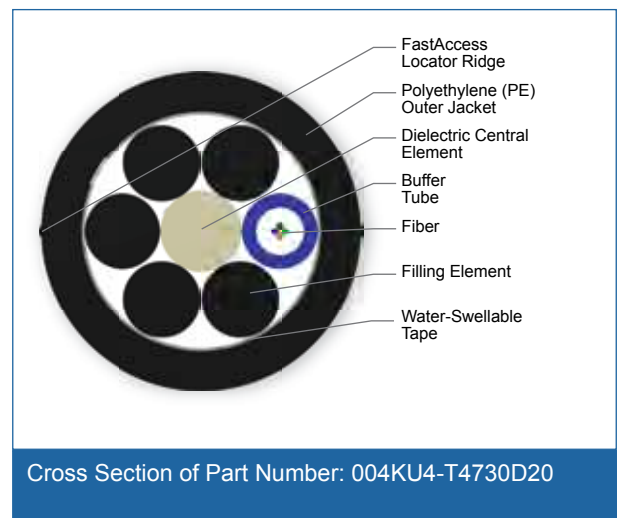 FastAccess
Locator Ridge
Polyethylene (PE)
Outer Jacket
Dielectric Central
Element
Buffer
Tube
Fiber
Filling Element
Water-Swellable
Tape
Cross Section of Part Number: 004KU4-T4730D20